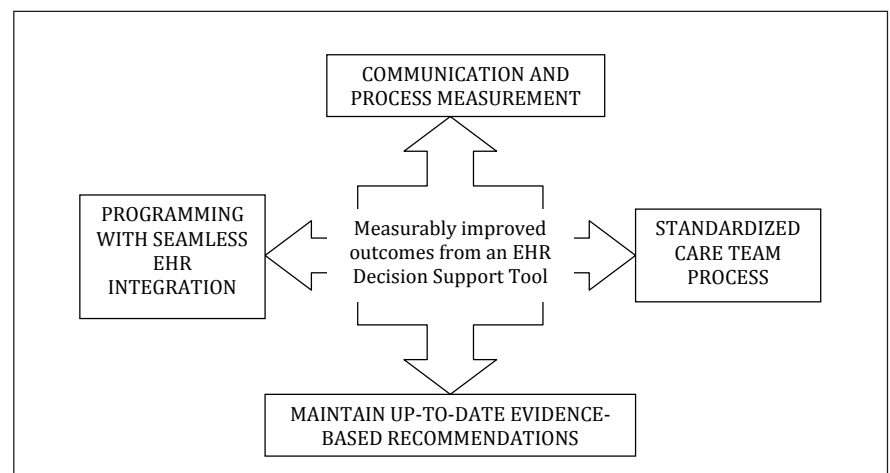 COMMUNICATION AND
PROCESS MEASUREMENT
PROGRAMMING
WITH SEAMLESS
EHR
INTEGRATION
Measurably improved
outcomes from an EHR
Decision Support Tool
STANDARDIZED
CARE TEAM
PROCESS
MAINTAIN UP-TO-DATE EVIDENCE-
BASED RECOMMENDATIONS